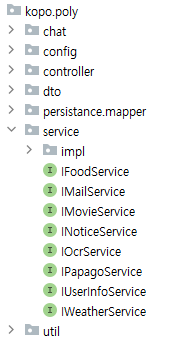 kopo.poly
chat
config
controller
dto
persistance.mapper
service
impl
IFoodService
IMailService
IMovieService
INoticeService
IOcrService
IPapagoService
IUserInfoService
IWeatherService
util